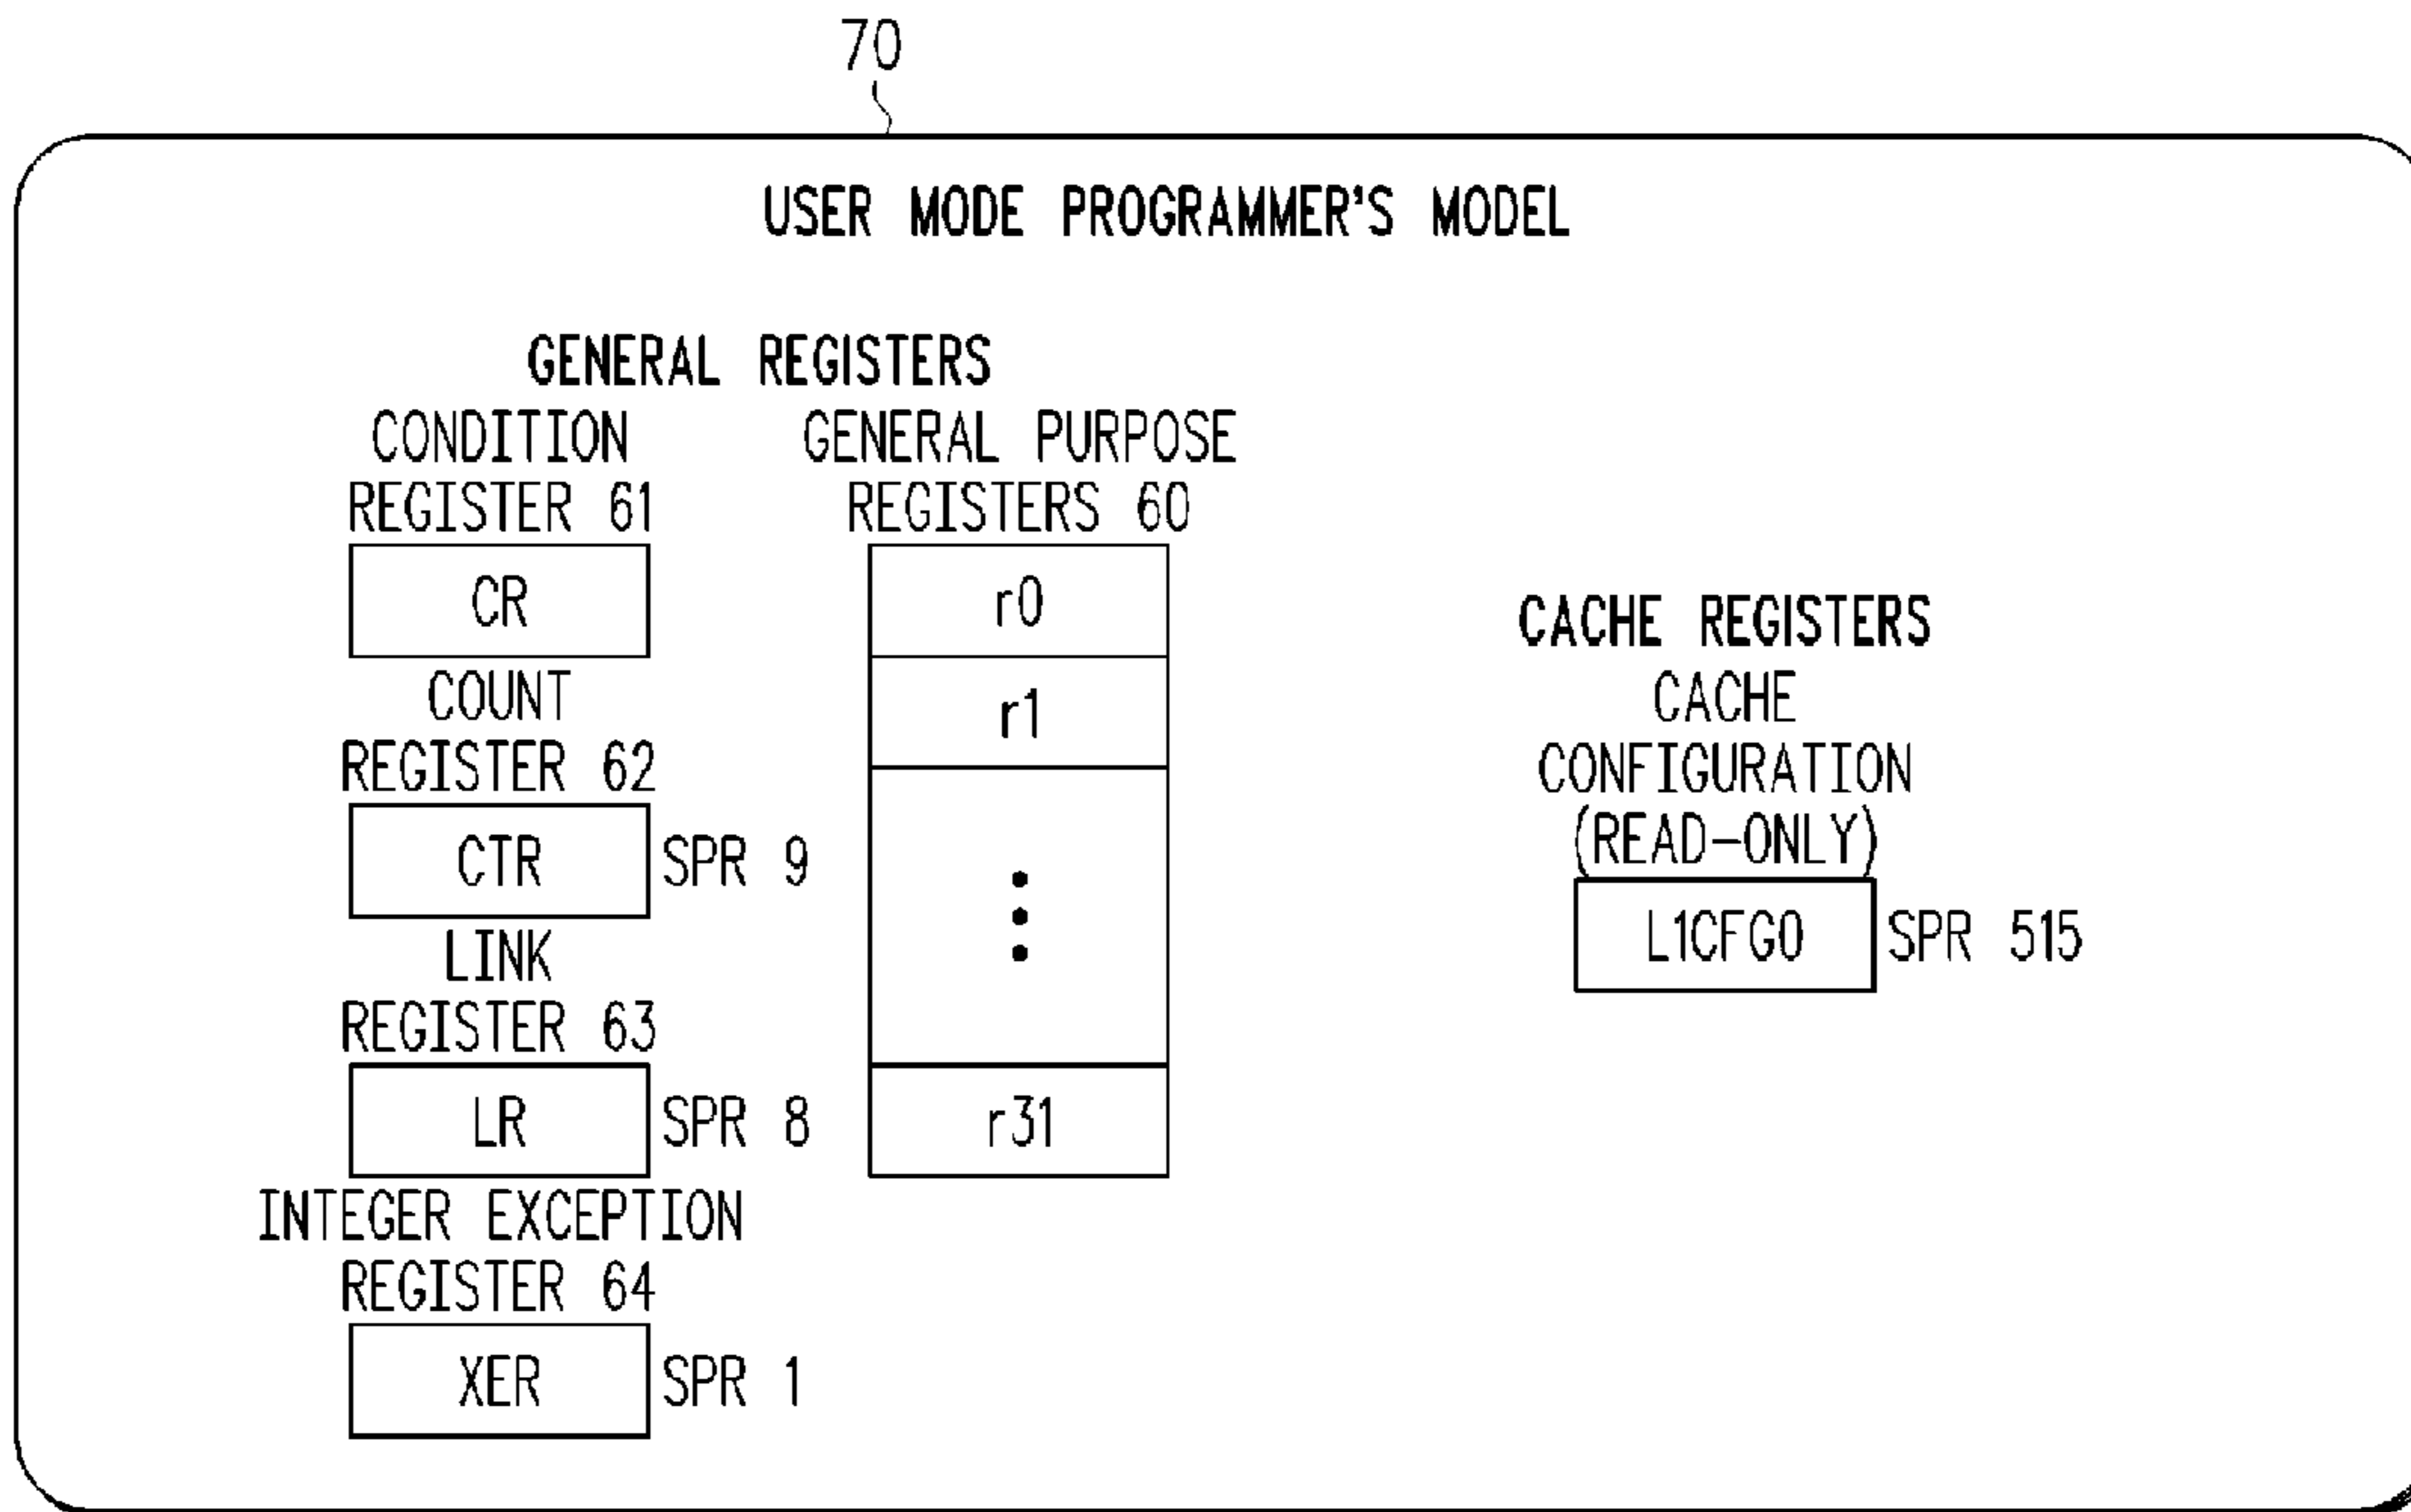 70
USER MODE PROGRAMMER'S MODEL
GENERAL REGISTERS
CONDITION
REGISTER 61
CR
COUNT
REGISTER 62
CTR SPR 9
LINK
REGISTER 63
LR SPR 8
INTEGER EXCEPTION
REGISTER 64
XER SPR 1
GENERAL PURPOSE
REGISTERS 60
r0
r1
r31
CACHE REGISTERS
CACHE
CONFIGURATION
(READ-ONLY)
L1CFG0 SPR 515